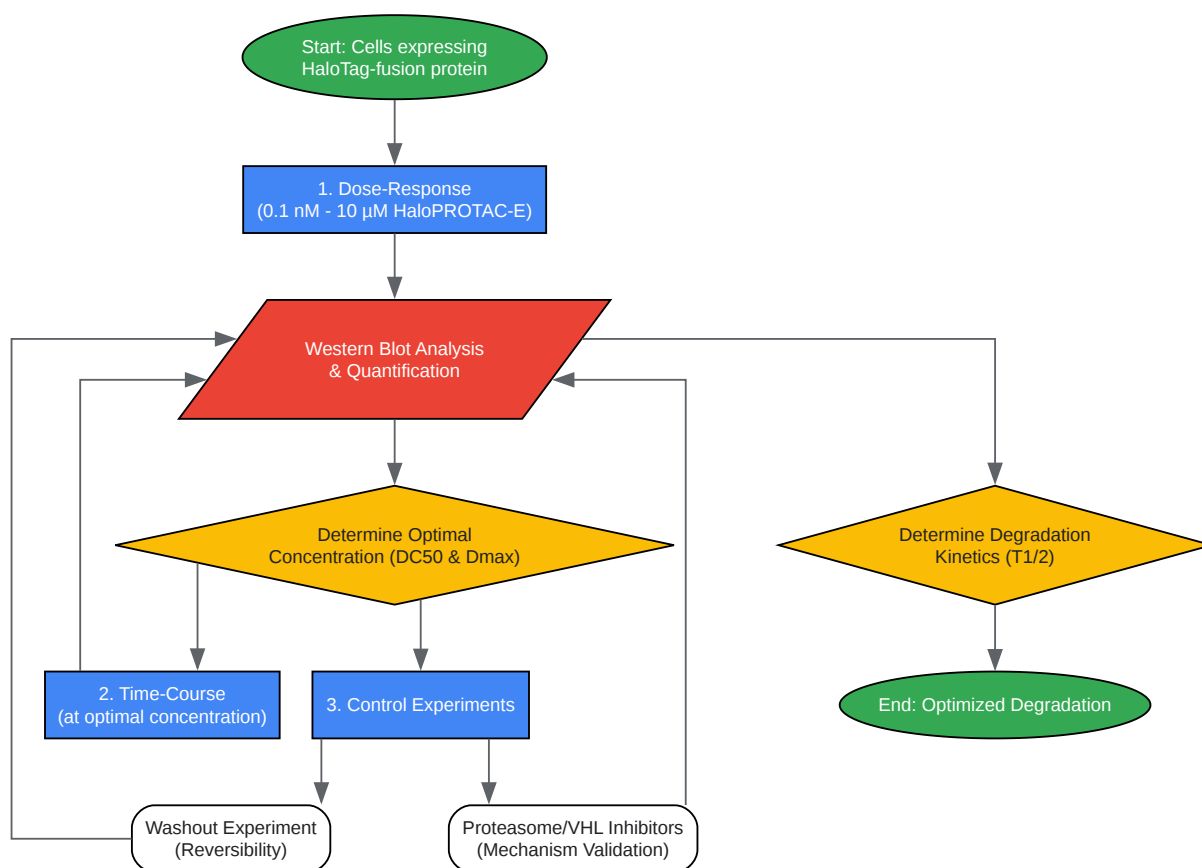 Start: Cells expressing
HaloTag-fusion protein
1. Dose-Response
(0.1 nM - 10 µM HaloPROTAC-E)
Western Blot Analysis
& Quantification
Determine Optimal
Concentration (DC50 & Dmax)
Determine Degradation
Kinetics (T1/2)
2. Time-Course
(at optimal concentration)
3. Control Experiments
End: Optimized Degradation
Washout Experiment
(Reversibility)
Proteasome/VHL Inhibitors
(Mechanism Validation)